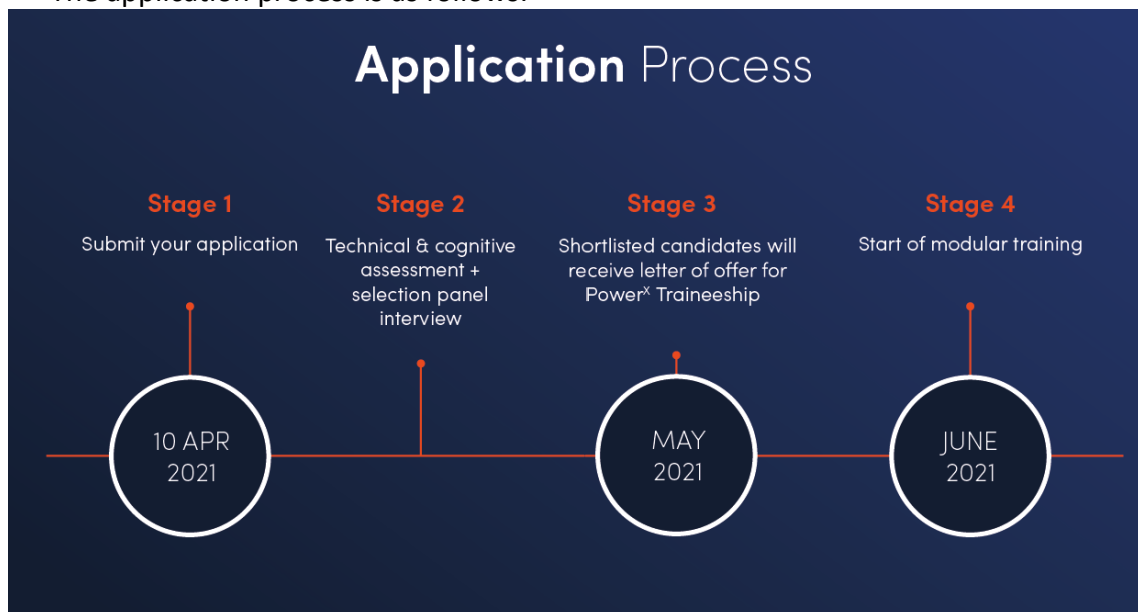 The application process is as follows:
Application Process
Stage 1
Submit your application
Stage 2
Technical & cognitive
assessment +
selection panel
interview
Stage 3
Shortlisted candidates will
receive letter of offer for
Powerˣ Traineeship
Stage 4
Start of modular training
10 APR
2021
MAY
2021
JUNE
2021